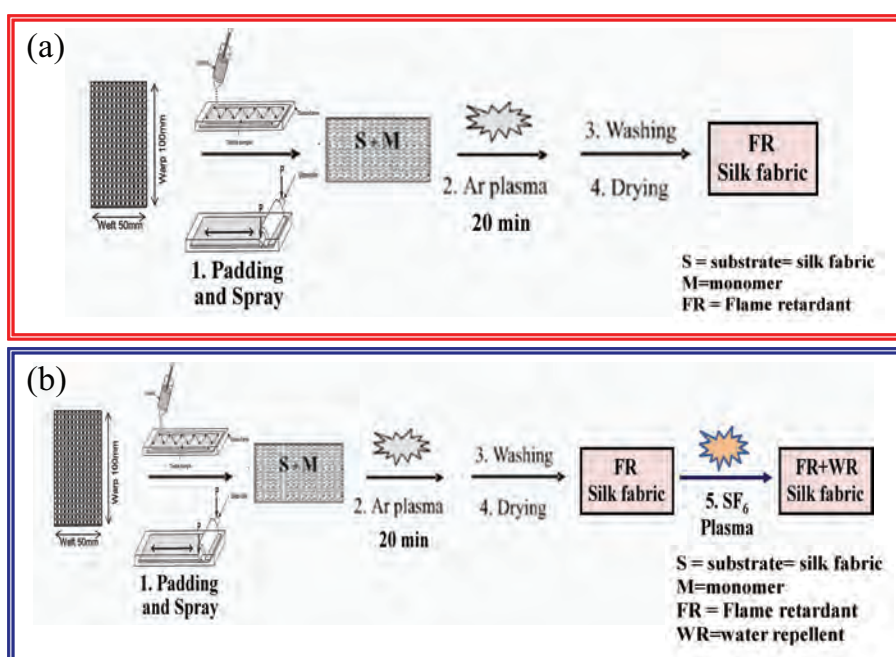 (a)
Warp 100mm
Weft 50mm
1. Padding
and Spray
S + M
2. Ar plasma
20 min
3. Washing
4. Drying
FR
Silk fabric
S = substrate= silk fabric
M=monomer
FR = Flame retardant
(b)
Warp 100mm
Weft 50mm
1. Padding
and Spray
S+M
2. Ar plasma
20 min
3. Washing
4. Drying
FR
Silk fabric
5. SF₆
Plasma
FR+WR
Silk fabric
S = substrate= silk fabric
M=monomer
FR = Flame retardant
WR=water repellent